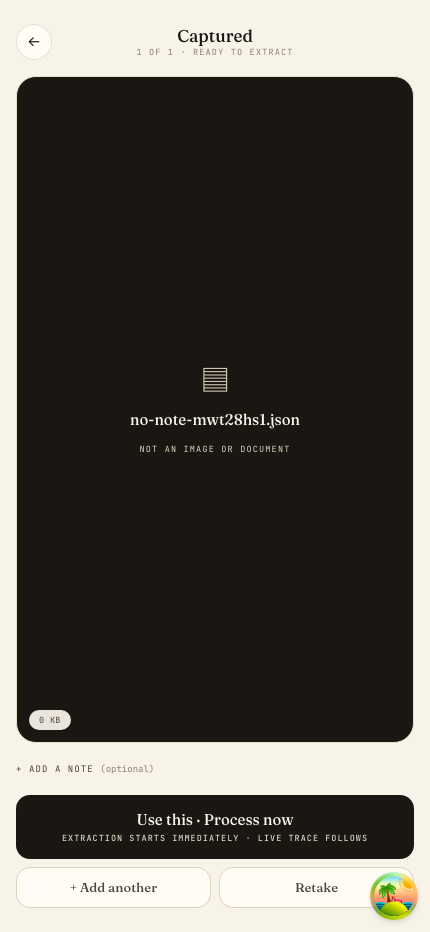 Captured
1 OF 1 · READY TO EXTRACT
no-note-mwt28hs1.json
NOT AN IMAGE OR DOCUMENT
0 KB
+ ADD A NOTE (optional)
Use this · Process now
EXTRACTION STARTS IMMEDIATELY · LIVE TRACE FOLLOWS
+ Add another
Retake